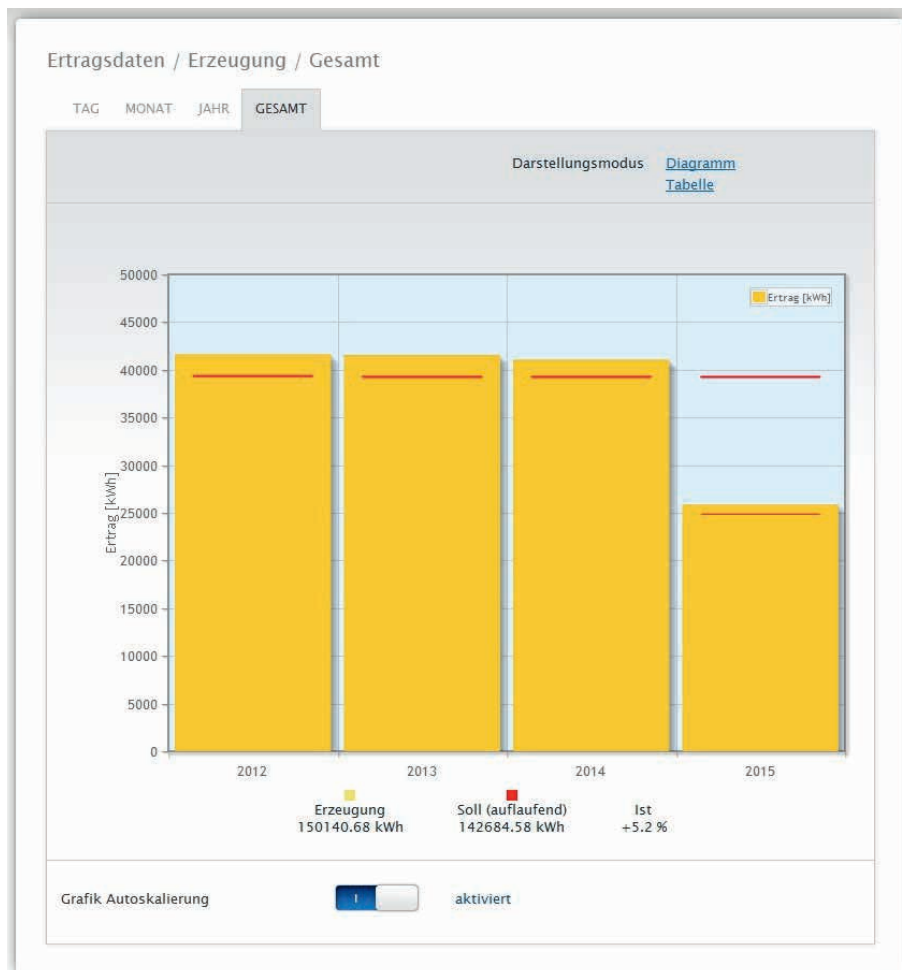 Ertragsdaten / Erzeugung / Gesamt
TAG MONAT JAHR GESAMT
Darstellungsmodus Diagramm
Tabelle
50000
Ertrag [kWh]
45000
40000
35000
30000
Ertrag [kWh]
25000
20000
15000
10000
5000
0
2012 2013 2014 2015
Erzeugung Soll (auflaufend) Ist
150140.68 kWh 142684.58 kWh +5.2 %
Grafik Autoskalierung I aktiviert